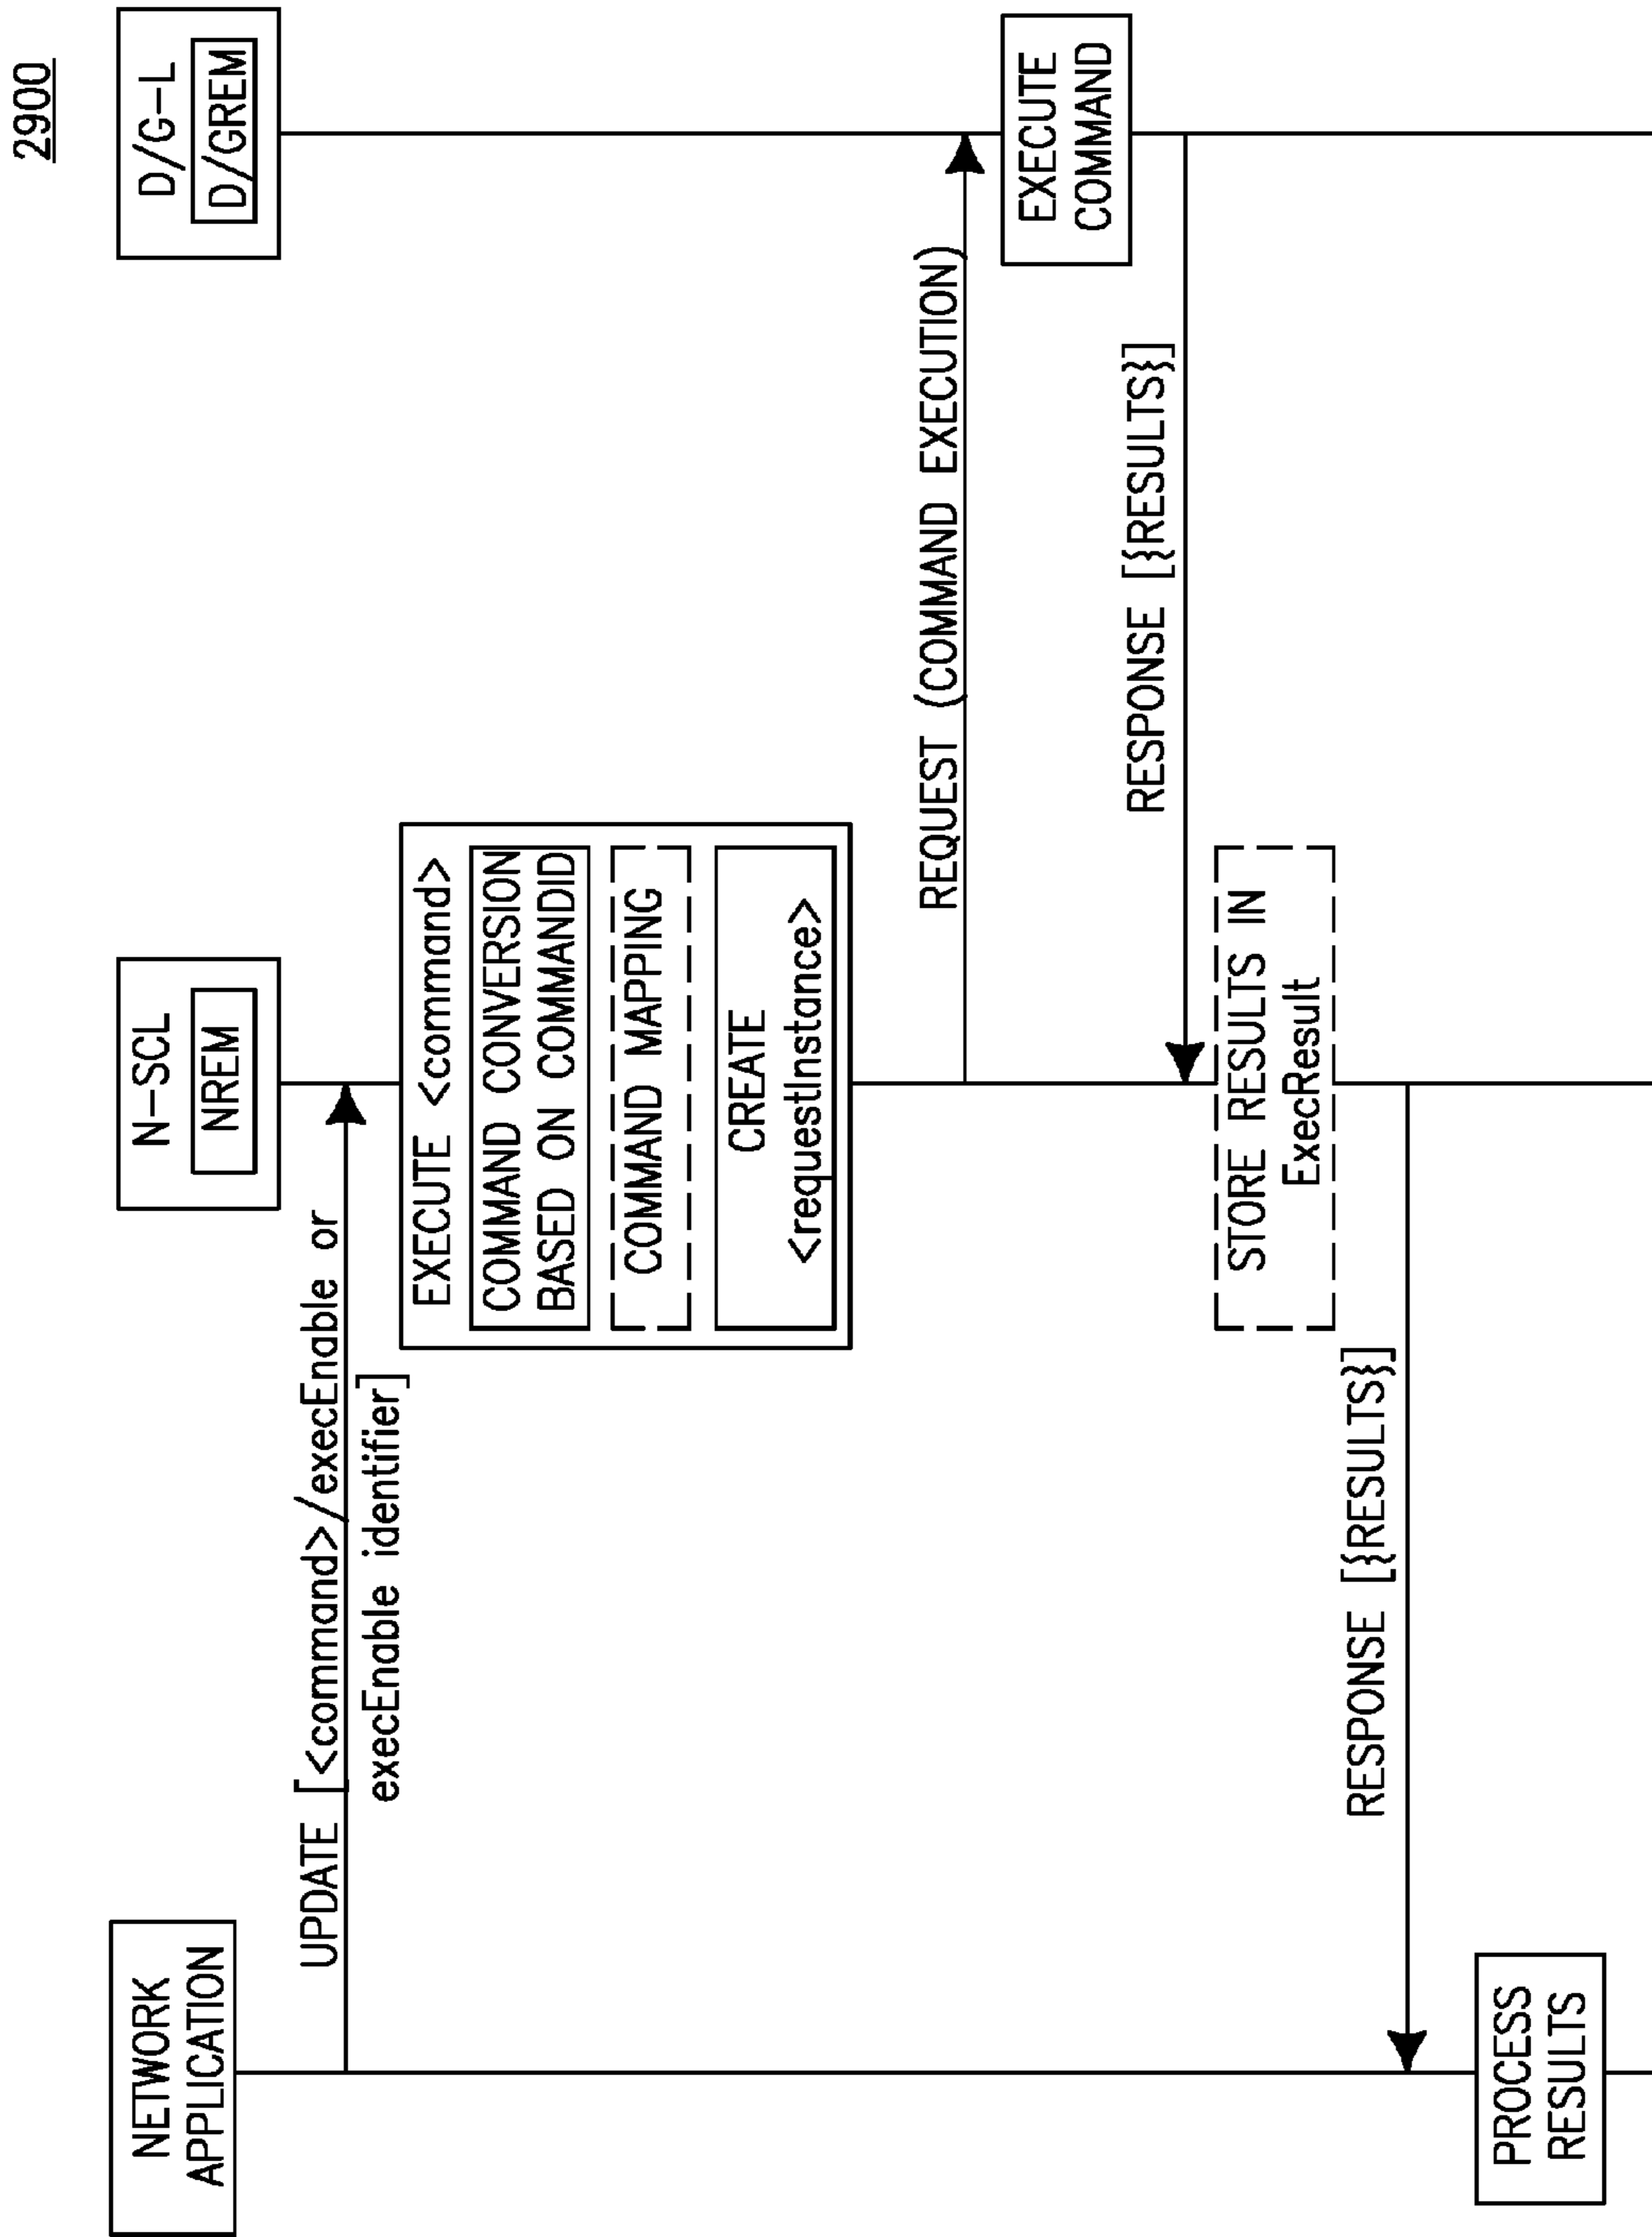 2900
NETWORK
APPLICATION
N-SCL
NREM
D/G-L
D/GREM
UPDATE [<command>/execEnable or
execEnable identifier]
EXECUTE <command>
COMMAND CONVERSION
BASED ON COMMANDID
COMMAND MAPPING
CREATE
<requestInstance>
REQUEST (COMMAND EXECUTION)
EXECUTE
COMMAND
RESPONSE [{RESULTS}]
STORE RESULTS IN
ExecResult
RESPONSE [{RESULTS}]
PROCESS
RESULTS